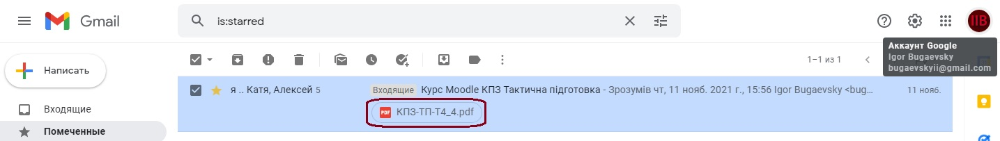 Gmail
is:starred
IIB
Аккаунт Google
Igor Bugaevsky
bugaevskyii@gmail.com
Написать
1–1 из 1
я .. Катя, Алексей 5
Входящие Курс Moodle КПЗ Тактична підготовка - Зрозумів чт, 11 нояб. 2021 г., 15:56 Igor Bugaevsky <bug...
11 нояб.
Входящие
PDF КПЗ-ТП-Т4_4.pdf
Помеченные